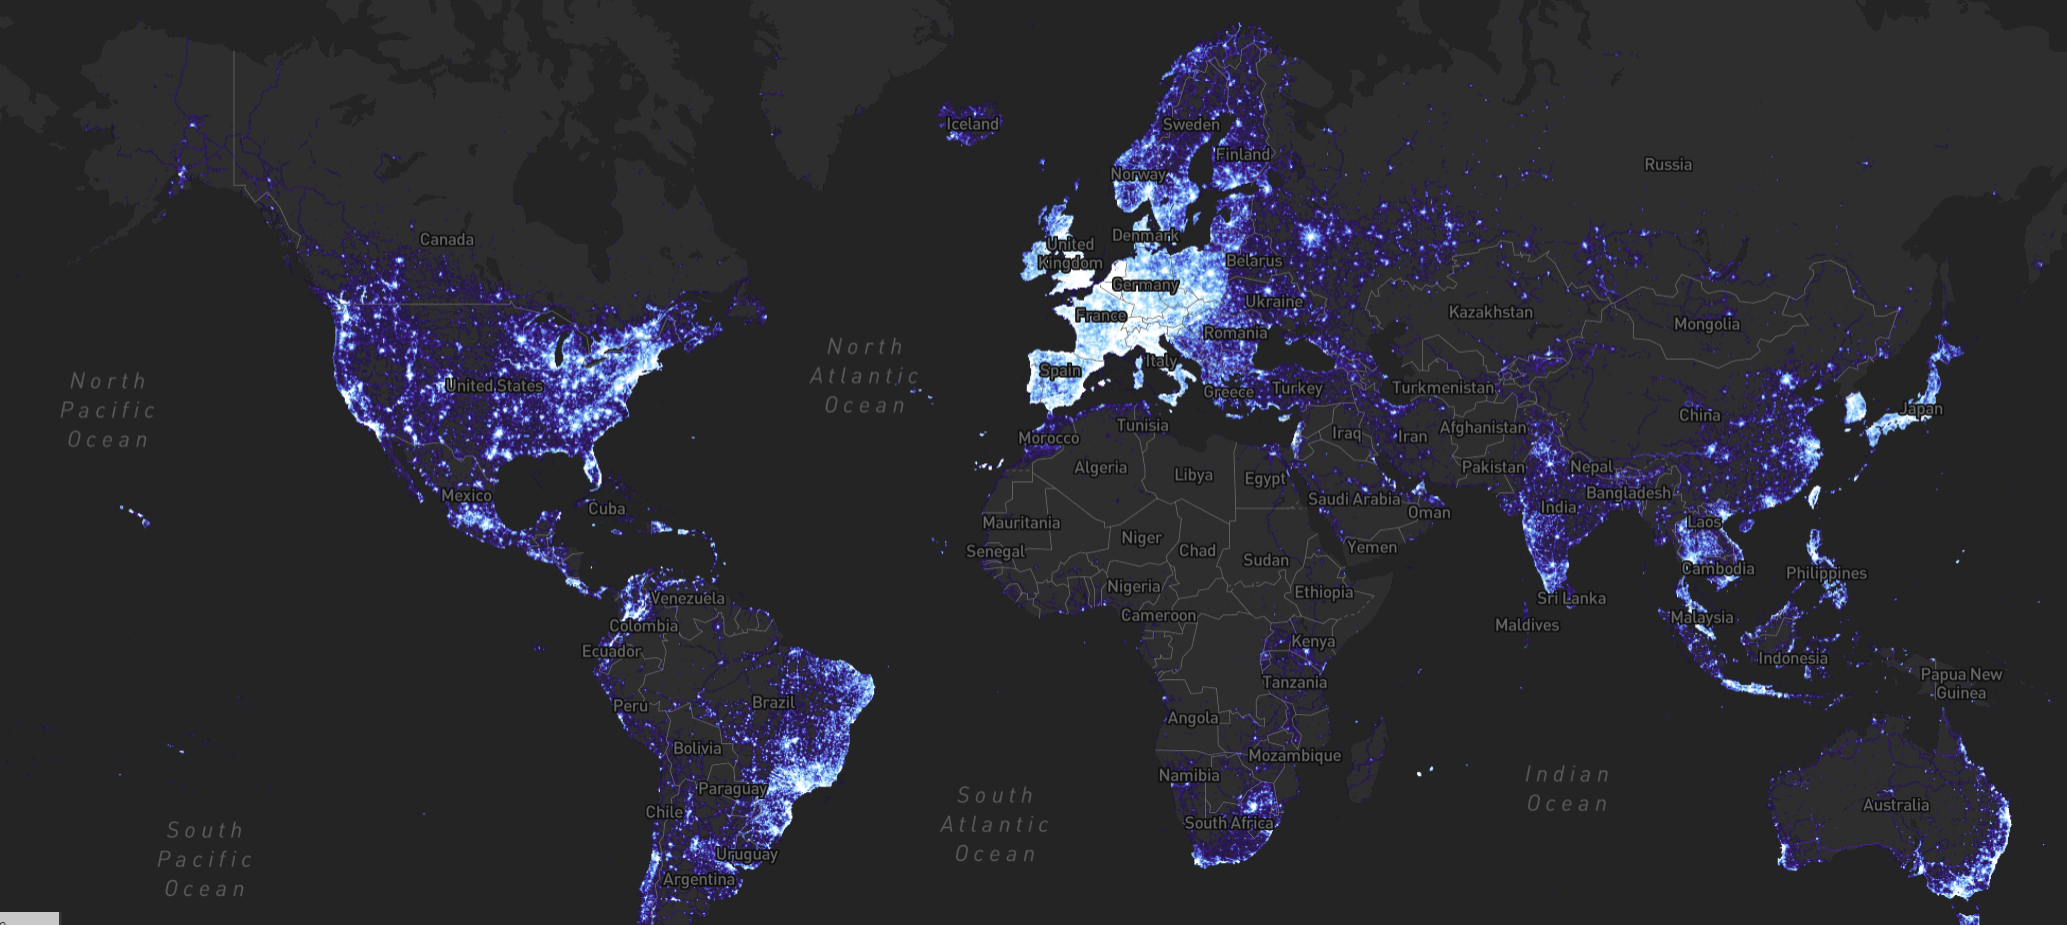 Iceland
Sweden
Finland
Russia
Norway
Canada
United
Kingdom
Denmark
Belarus
Germany
Ukraine
France
Kazakhstan
Mongolia
Romania
North
Pacific
Ocean
North
Atlantic
Ocean
United States
Spain
Italy
Greece
Turkey
Turkmenistan
China
Japan
Morocco
Tunisia
Iraq
Iran
Afghanistan
Algeria
Libya
Egypt
Pakistan
Nepal
Mexico
Cuba
Saudi Arabia
Oman
Bangladesh
India
Mauritania
Laos
Senegal
Niger
Chad
Sudan
Yemen
Cambodia
Philippines
Nigeria
Ethiopia
Sri Lanka
Venezuela
Cameroon
Colombia
Maldives
Malaysia
Ecuador
Kenya
Indonesia
Tanzania
Papua New
Guinea
Peru
Brazil
Angola
Bolivia
Mozambique
Namibia
Indian
Ocean
Paraguay
South
Atlantic
Ocean
Chile
South Africa
Australia
South
Pacific
Ocean
Uruguay
Argentina